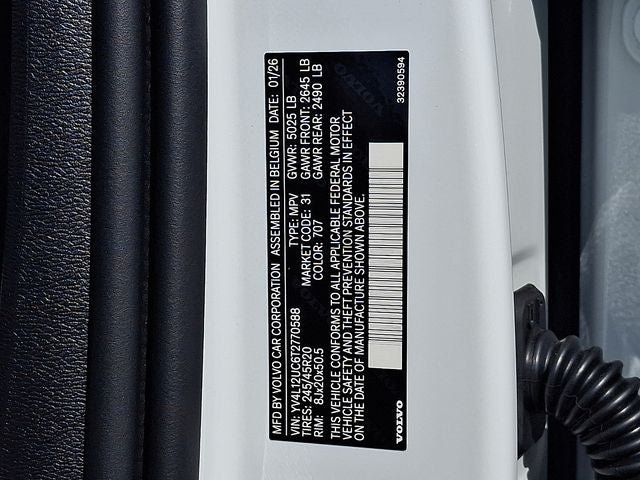 MFD BY VOLVO CAR CORPORATION ASSEMBLED IN BELGIUM DATE: 01/26
VIN: YV4L12UC6T2770588 TYPE: MPV GVWR: 5025 LB
TIRES: 245/45R20 MARKET CODE: 31 GAWR FRONT: 2645 LB
RIM: 8Jx20x50.5 COLOR: 707 GAWR REAR: 2490 LB
THIS VEHICLE CONFORMS TO ALL APPLICABLE FEDERAL MOTOR
VEHICLE SAFETY AND THEFT PREVENTION STANDARDS IN EFFECT
ON THE DATE OF MANUFACTURE SHOWN ABOVE.
VOLVO 32390594